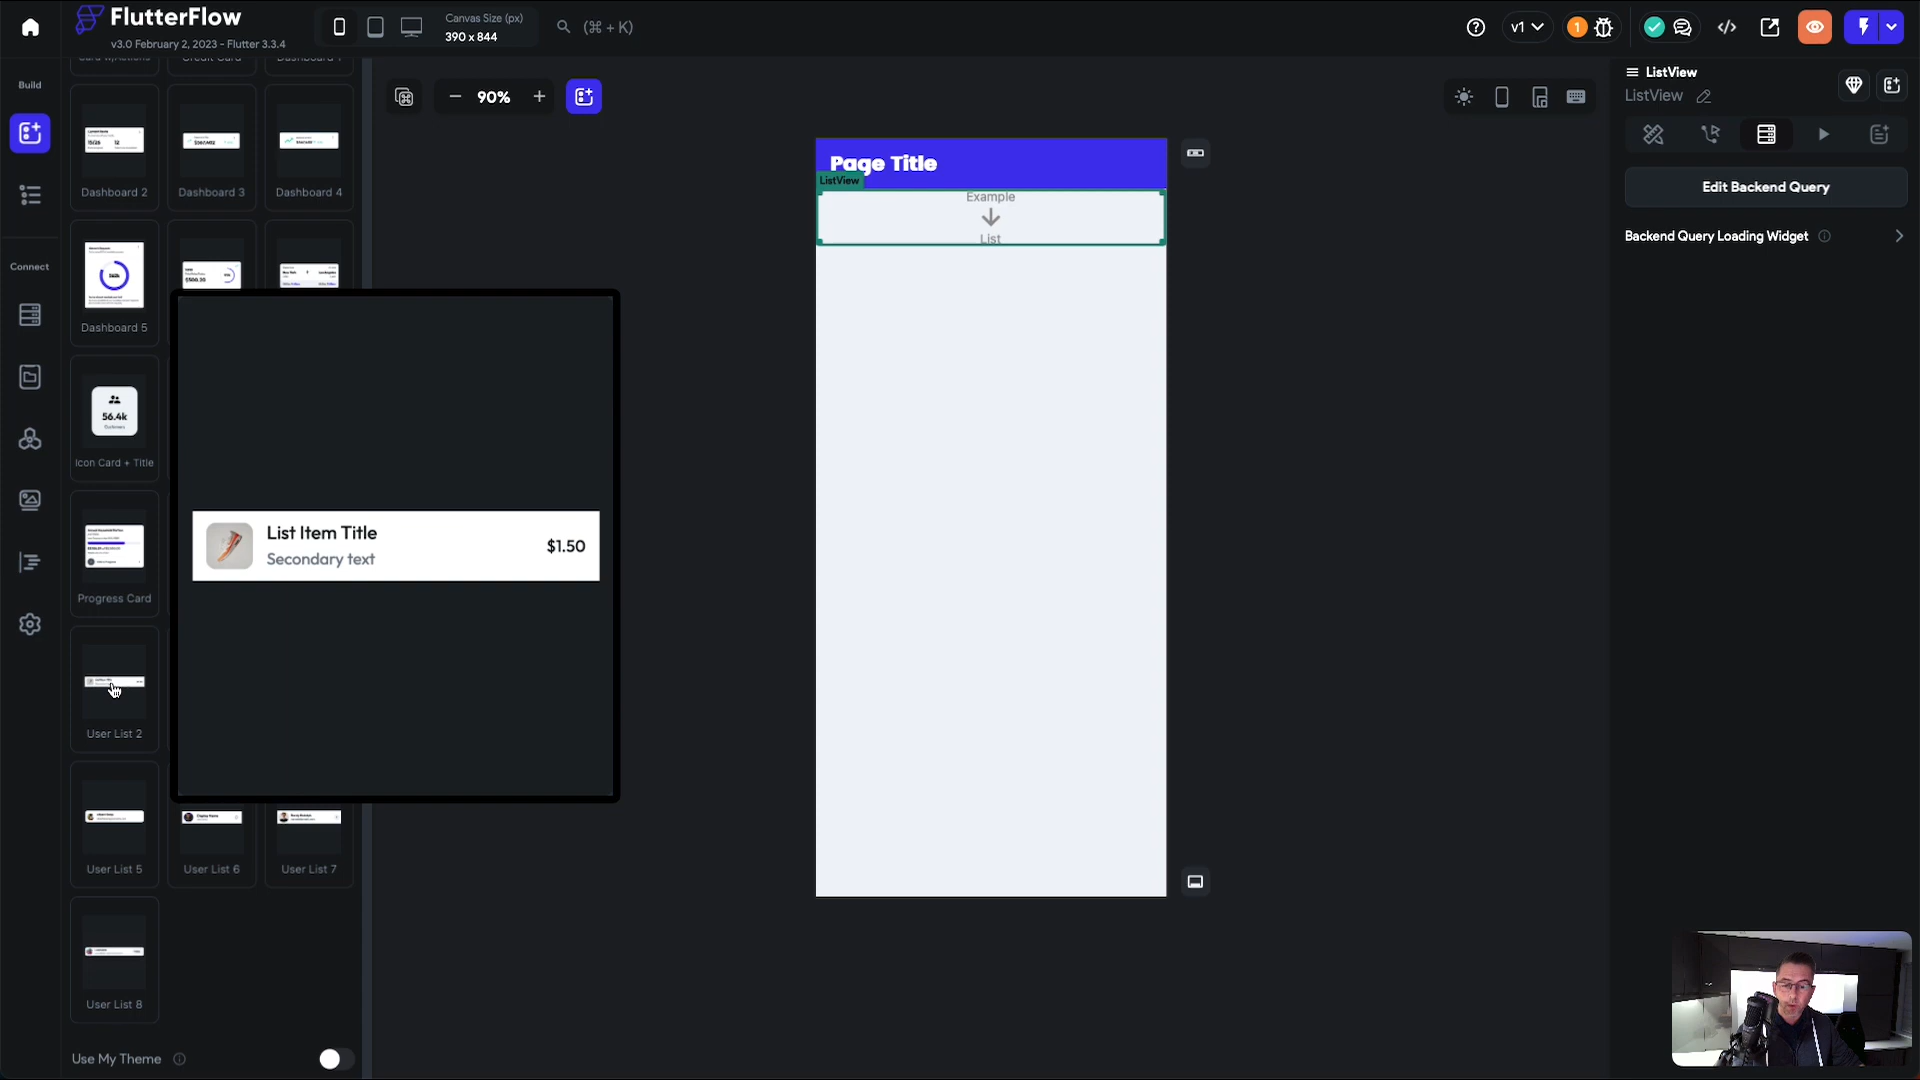 FlutterFlow
v3.0 February 2, 2023 - Flutter 3.3.4
Canvas Size (px)
390 x 844
(⌘ + K)
v1
1
Build
Connect
Credit Card
Dashboard 2
Dashboard 3
Dashboard 4
Dashboard 5
56.4k
Customers
Icon Card + Title
Progress Card
User List 2
User List 5
User List 6
User List 7
User List 8
Use My Theme
List Item Title
Secondary text
$1.50
90%
Page Title
ListView
Example
List
ListView
ListView
Edit Backend Query
Backend Query Loading Widget